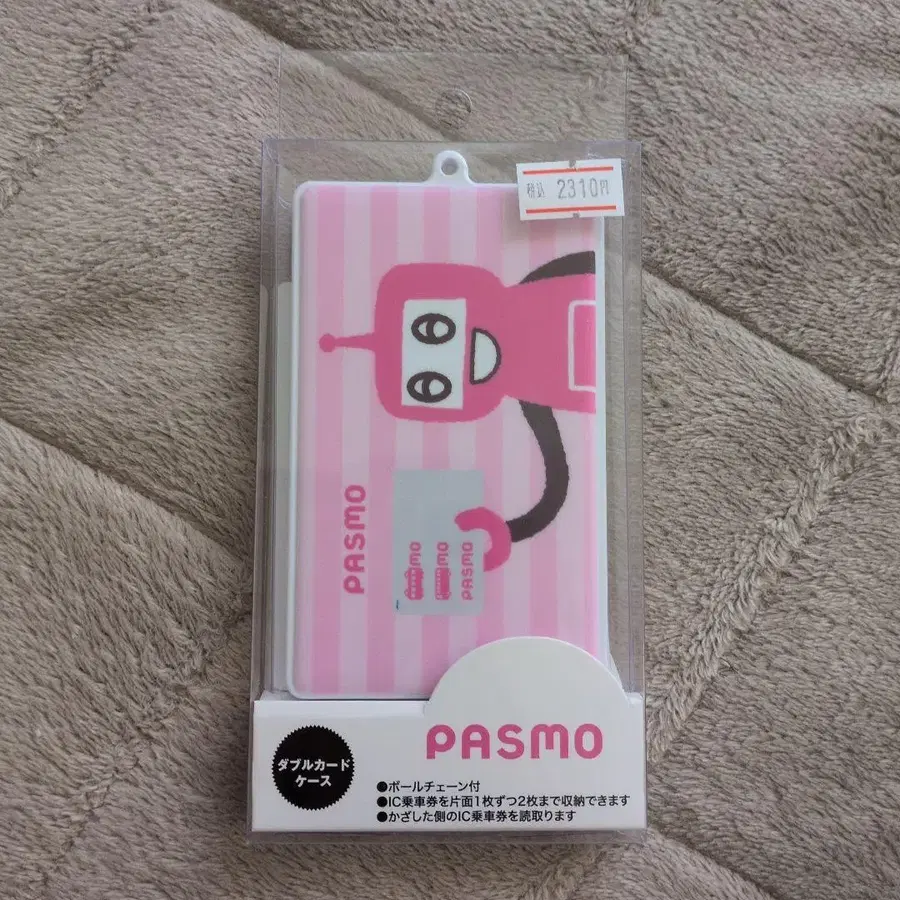 税込 2310円
PASMO
PASMO
PASMO
ダブルカード
ケース
●ボールチェーン付
●IC乗車券を片面1枚ずつ2枚まで収納できます
●かざした側のIC乗車券を読取ります